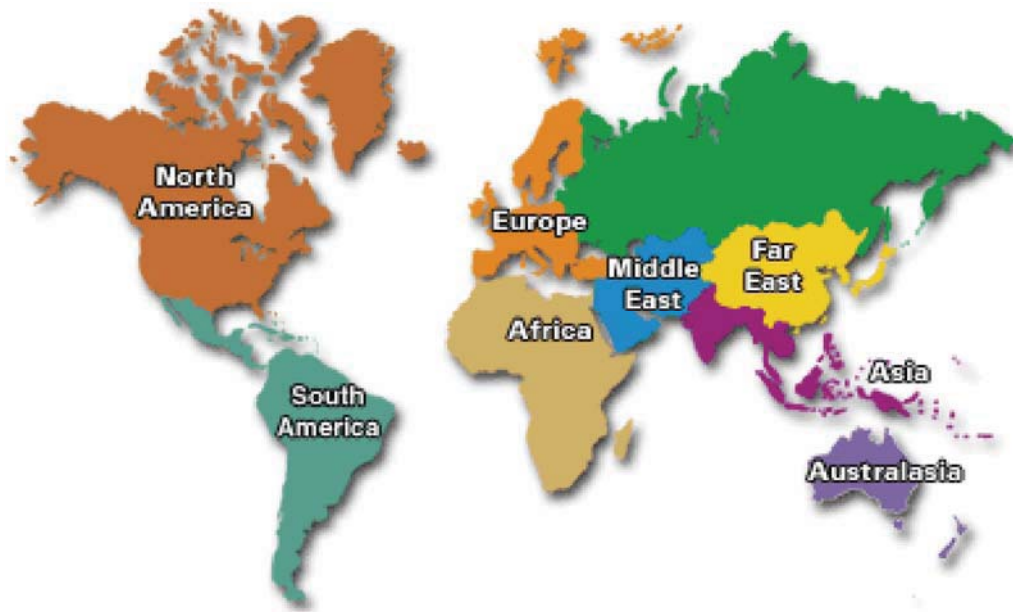 North
America
Europe
Middle
East
Far
East
Africa
Asia
South
America
Australasia